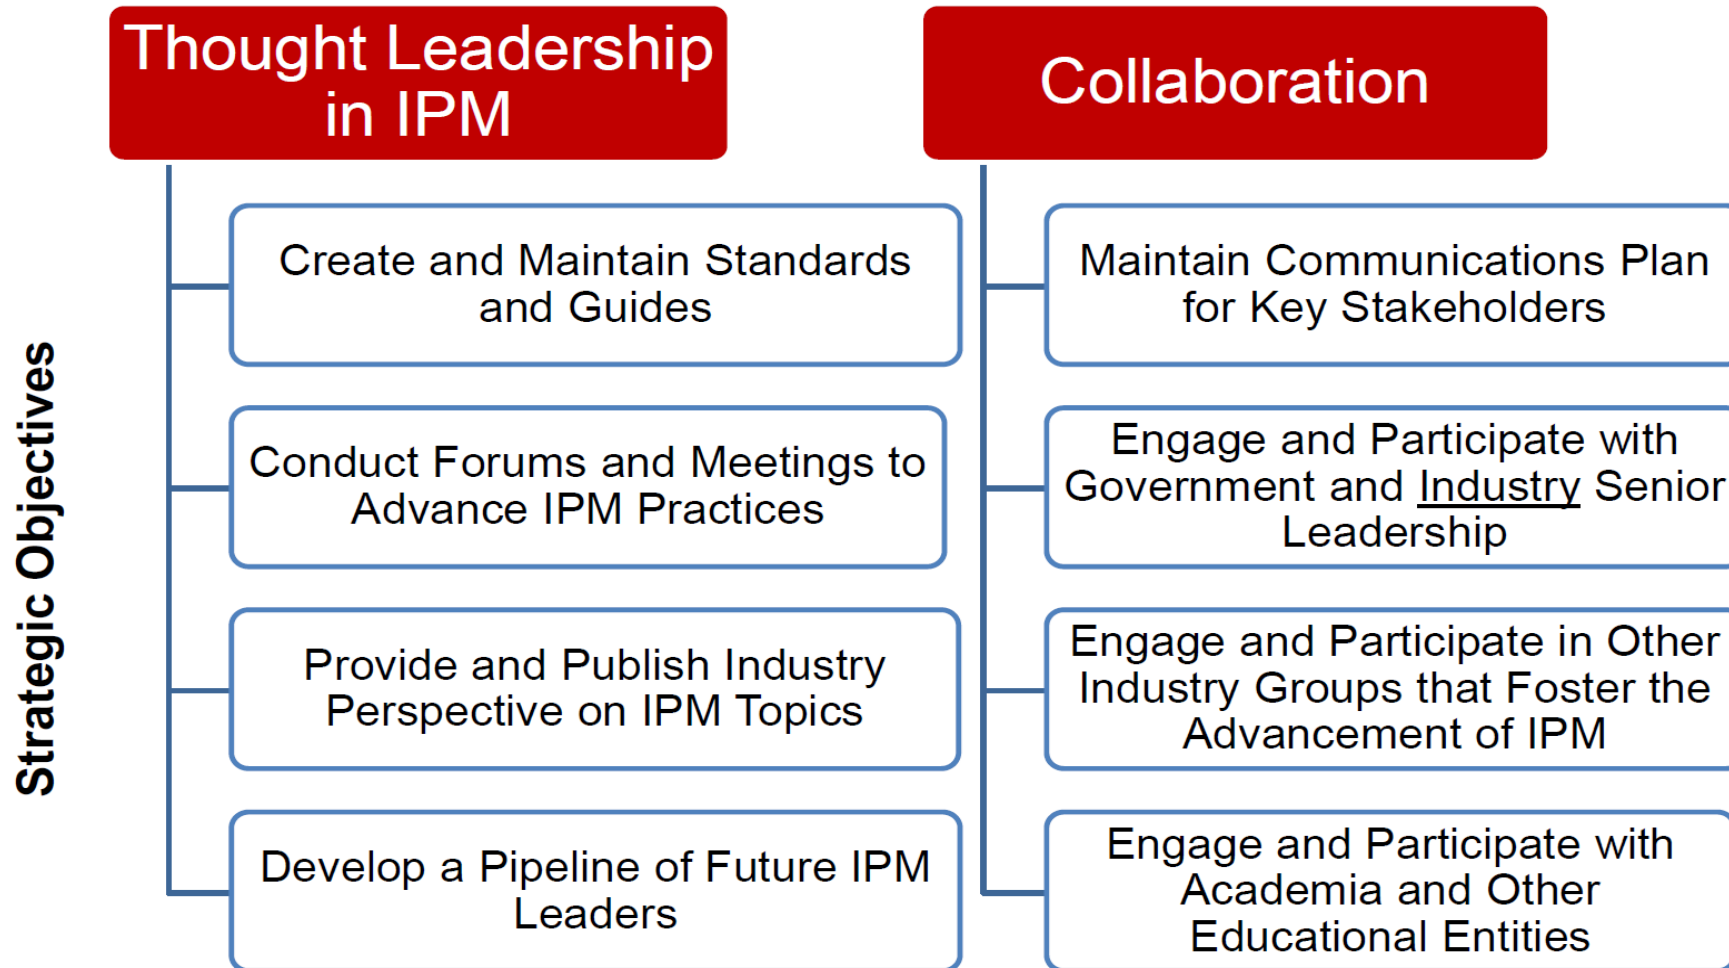 Strategic Objectives
Thought Leadership
in IPM
Create and Maintain Standards
and Guides
Conduct Forums and Meetings to
Advance IPM Practices
Provide and Publish Industry
Perspective on IPM Topics
Develop a Pipeline of Future IPM
Leaders
Collaboration
Maintain Communications Plan
for Key Stakeholders
Engage and Participate with
Government and Industry Senior
Leadership
Engage and Participate in Other
Industry Groups that Foster the
Advancement of IPM
Engage and Participate with
Academia and Other
Educational Entities